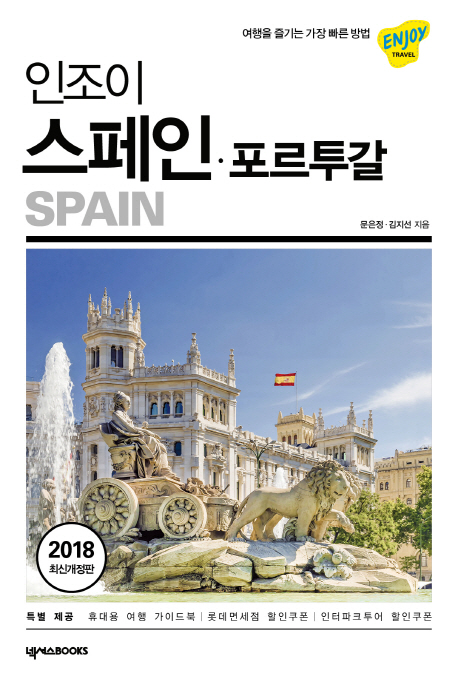 여행을 즐기는 가장 빠른 방법
ENJOY
TRAVEL
인조이
스페인·포르투갈
SPAIN
문은정·김지선 지음
2018
최신개정판
특별 제공 휴대용 여행 가이드북 | 롯데면세점 할인쿠폰 | 인터파크투어 할인쿠폰
넥서스BOOKS